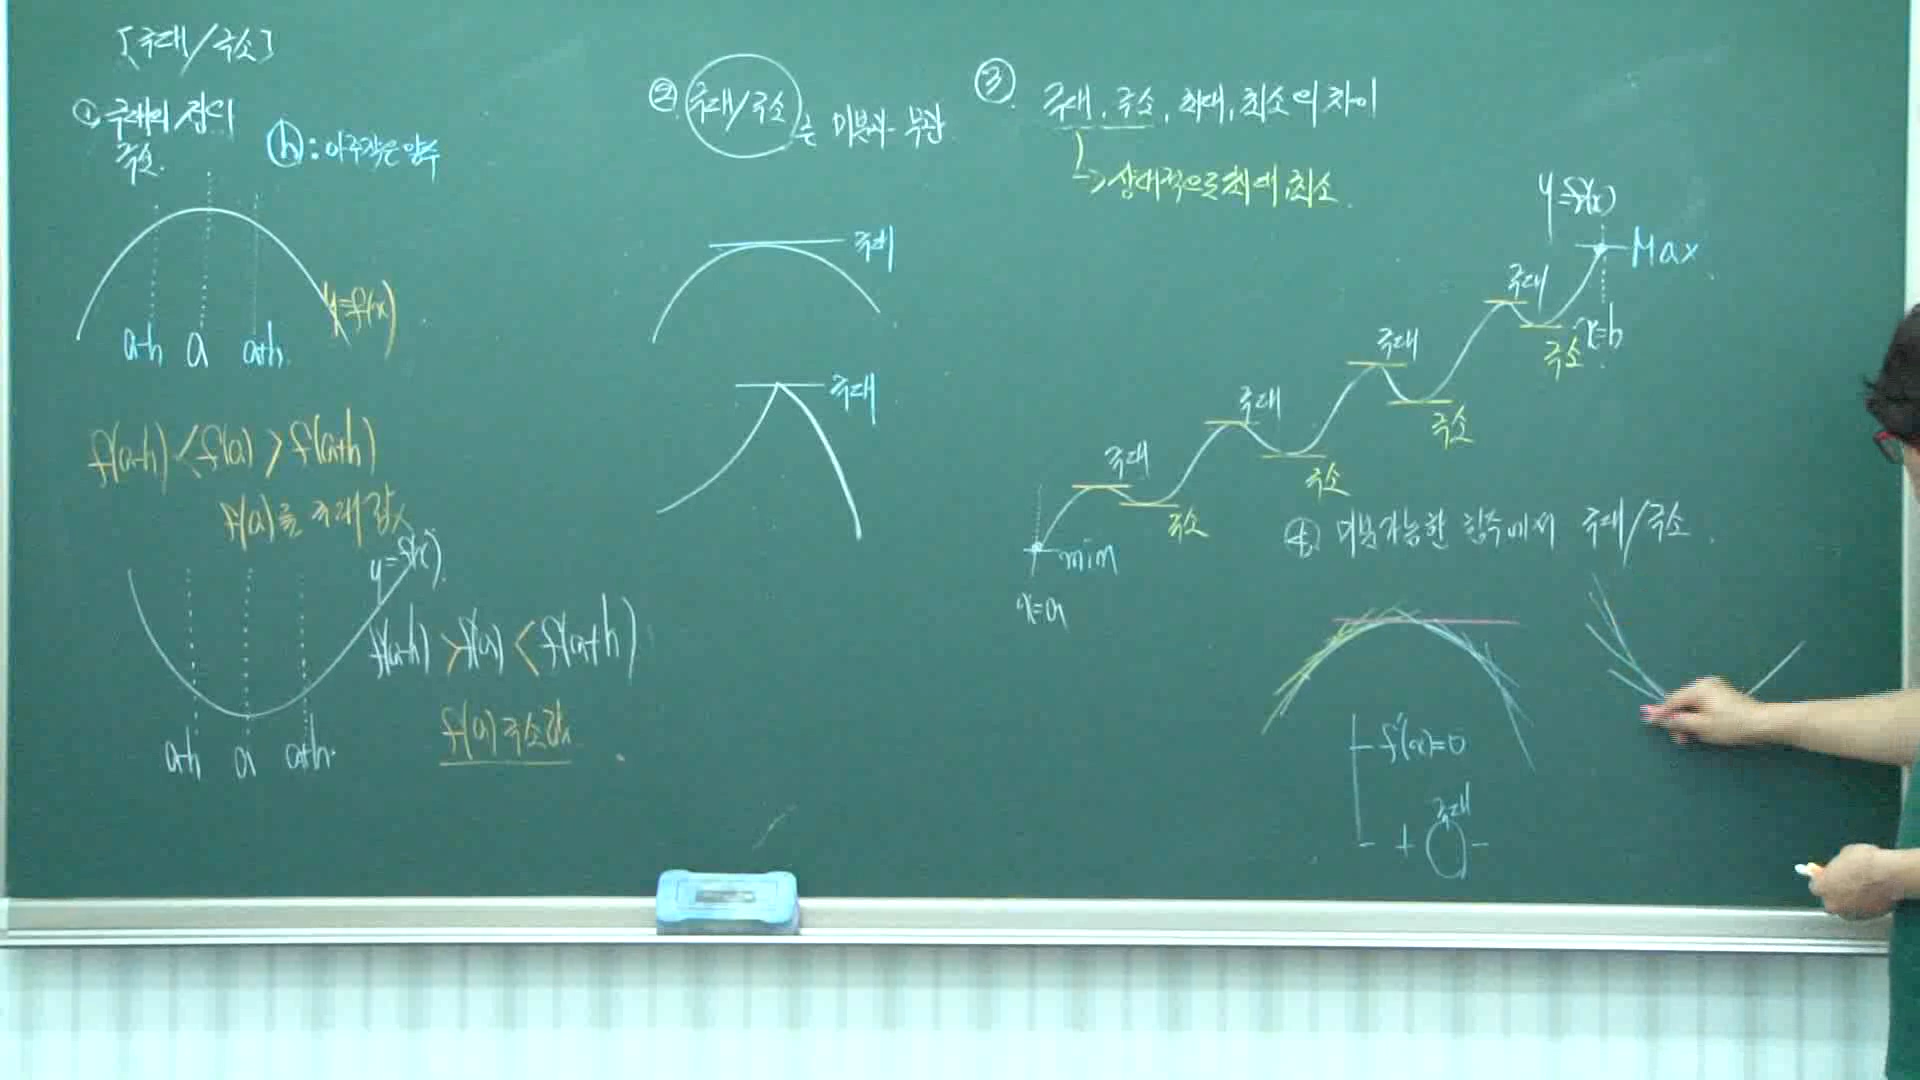 [극대/극소]
① 극대의 정의
극소.
ⓗ : 아주작은 양수
y=f(x)
a-h a a+h.
f(a-h) < f(a) > f(a+h)
f(a)를 극대값
y=f(x)
f(a-h) > f(a) < f(a+h)
a-h a a+h.
f(a) 극소값
② 극대/극소는 미분과 무관
극대
극대
③. 극대, 극소, 최대, 최소의 차이
→ 상대적으로 최대, 최소.
y=f(x)
Max
극대
극소
x=b
극대
극소
극대
극소
극대
극소
min
x=a
④ 미분가능한 함수에서 극대/극소.
f'(a)=0
극대
- + -